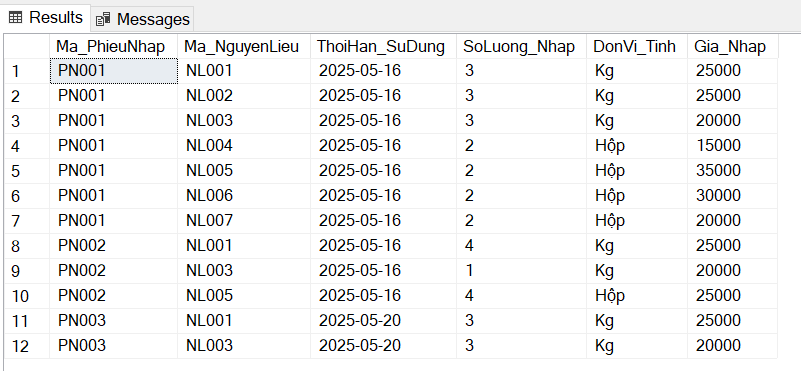 Results Messages
Ma_PhieuNhap Ma_NguyenLieu ThoiHan_SuDung SoLuong_Nhap DonVi_Tinh Gia_Nhap
1 PN001 NL001 2025-05-16 3 Kg 25000
2 PN001 NL002 2025-05-16 3 Kg 25000
3 PN001 NL003 2025-05-16 3 Kg 20000
4 PN001 NL004 2025-05-16 2 Hộp 15000
5 PN001 NL005 2025-05-16 2 Hộp 35000
6 PN001 NL006 2025-05-16 2 Hộp 30000
7 PN001 NL007 2025-05-16 2 Hộp 20000
8 PN002 NL001 2025-05-16 4 Kg 25000
9 PN002 NL003 2025-05-16 1 Kg 20000
10 PN002 NL005 2025-05-16 4 Hộp 25000
11 PN003 NL001 2025-05-20 3 Kg 25000
12 PN003 NL003 2025-05-20 3 Kg 20000